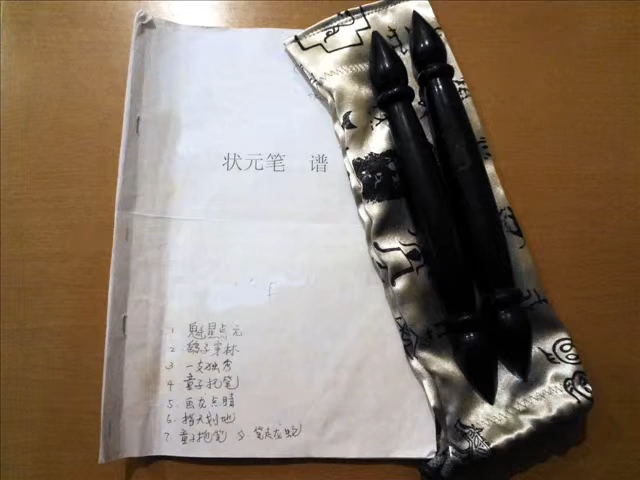 状元笔 谱
1 魁星点元
2 鹞子穿林
3 一支独秀
4 童子托笔
5. 画龙点睛
6. 指天划地
7. 童子抱笔 8. 笔走龙蛇